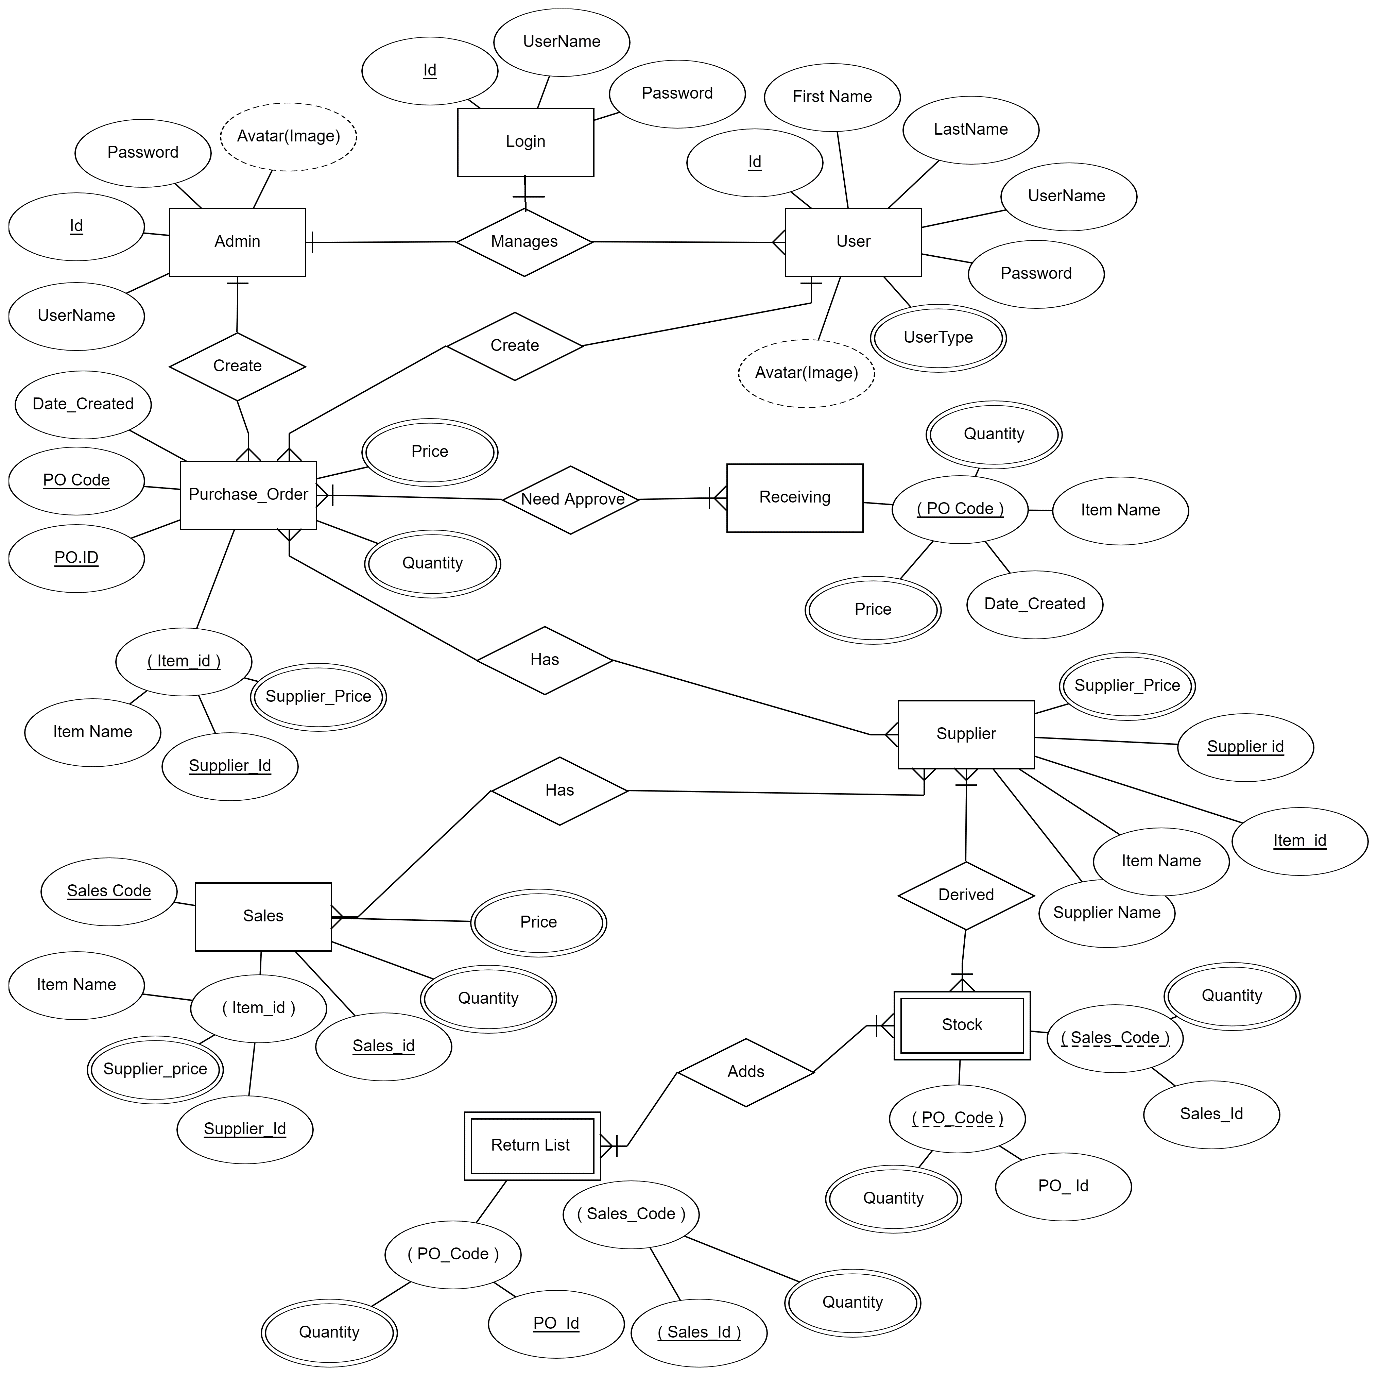 UserName
Id
Password
Login
First Name
LastName
Id
UserName
Password
User
UserType
Avatar(Image)
Avatar(Image)
Password
Id
Admin
UserName
Manages
Create
Create
Date_Created
PO Code
PO.ID
Purchase_Order
Price
Quantity
Need Approve
Receiving
Quantity
( PO Code )
Item Name
Price
Date_Created
( Item_id )
Supplier_Price
Item Name
Supplier_Id
Has
Supplier_Price
Supplier
Supplier id
Item_id
Item Name
Supplier Name
Has
Derived
Sales Code
Sales
Price
Quantity
Item Name
( Item_id )
Sales_id
Supplier_price
Supplier_Id
Stock
Quantity
( Sales_Code )
Sales_Id
( PO_Code )
Quantity
PO_ Id
Adds
Return List
( Sales_Code )
( PO_Code )
Quantity
PO_Id
( Sales_Id )
Quantity